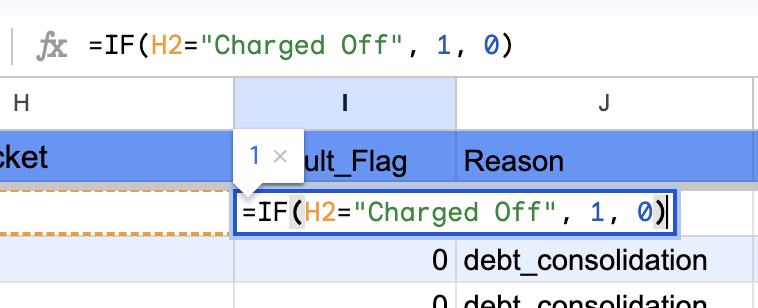 fx =IF(H2="Charged Off", 1, 0)
H I J
cket ult_Flag Reason
1 ×
=IF(H2="Charged Off", 1, 0)
0 debt_consolidation
0 debt_consolidation